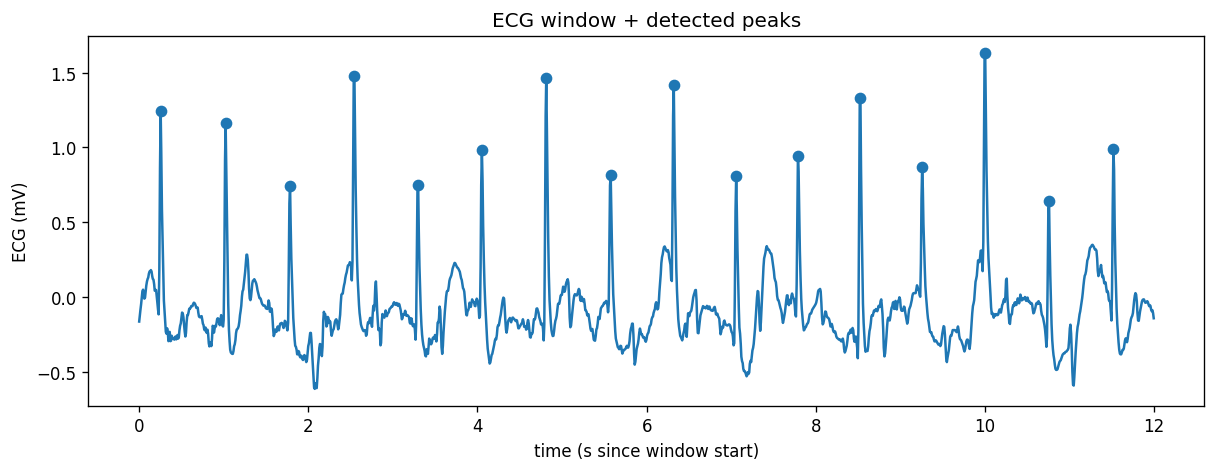 ECG window + detected peaks
ECG (mV)
1.5
1.0
0.5
0.0
−0.5
0 2 4 6 8 10 12
time (s since window start)